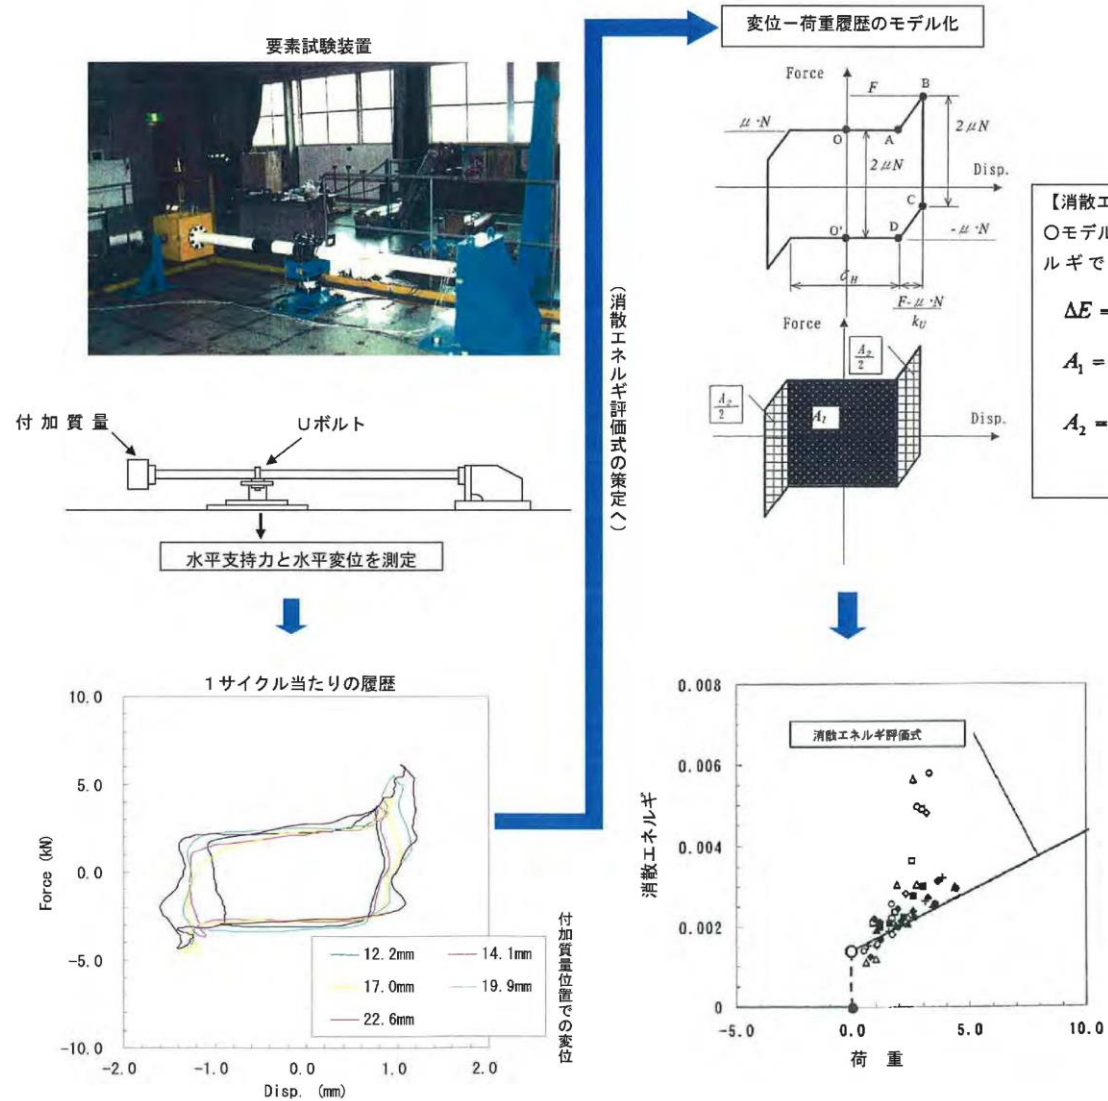 要素試験装置
付加質量
Uボルト
水平支持力と水平変位を測定
1サイクル当たりの履歴
10.0
5.0
0.0
-5.0
-10.0
Force (kN)
-2.0 -1.0 0.0 1.0 2.0
Disp. (mm)
12.2mm 14.1mm
17.0mm 19.9mm
22.6mm
付加質量位置での変位
(消散エネルギ評価式の策定へ)
変位－荷重履歴のモデル化
Force
F
B
μ・N
O
A
2μN
2μN
Disp.
C
O'
D
-μ・N
F-μ・N
k_U
Force
A_2
2
A_2
2
A_1
Disp.
【消散エ
○モデル
ルギで
ΔE =
A_1 =
A_2 =
0.008
0.006
0.004
0.002
0
消散エネルギ
消散エネルギ評価式
-5.0 0.0 5.0 10.0
荷 重